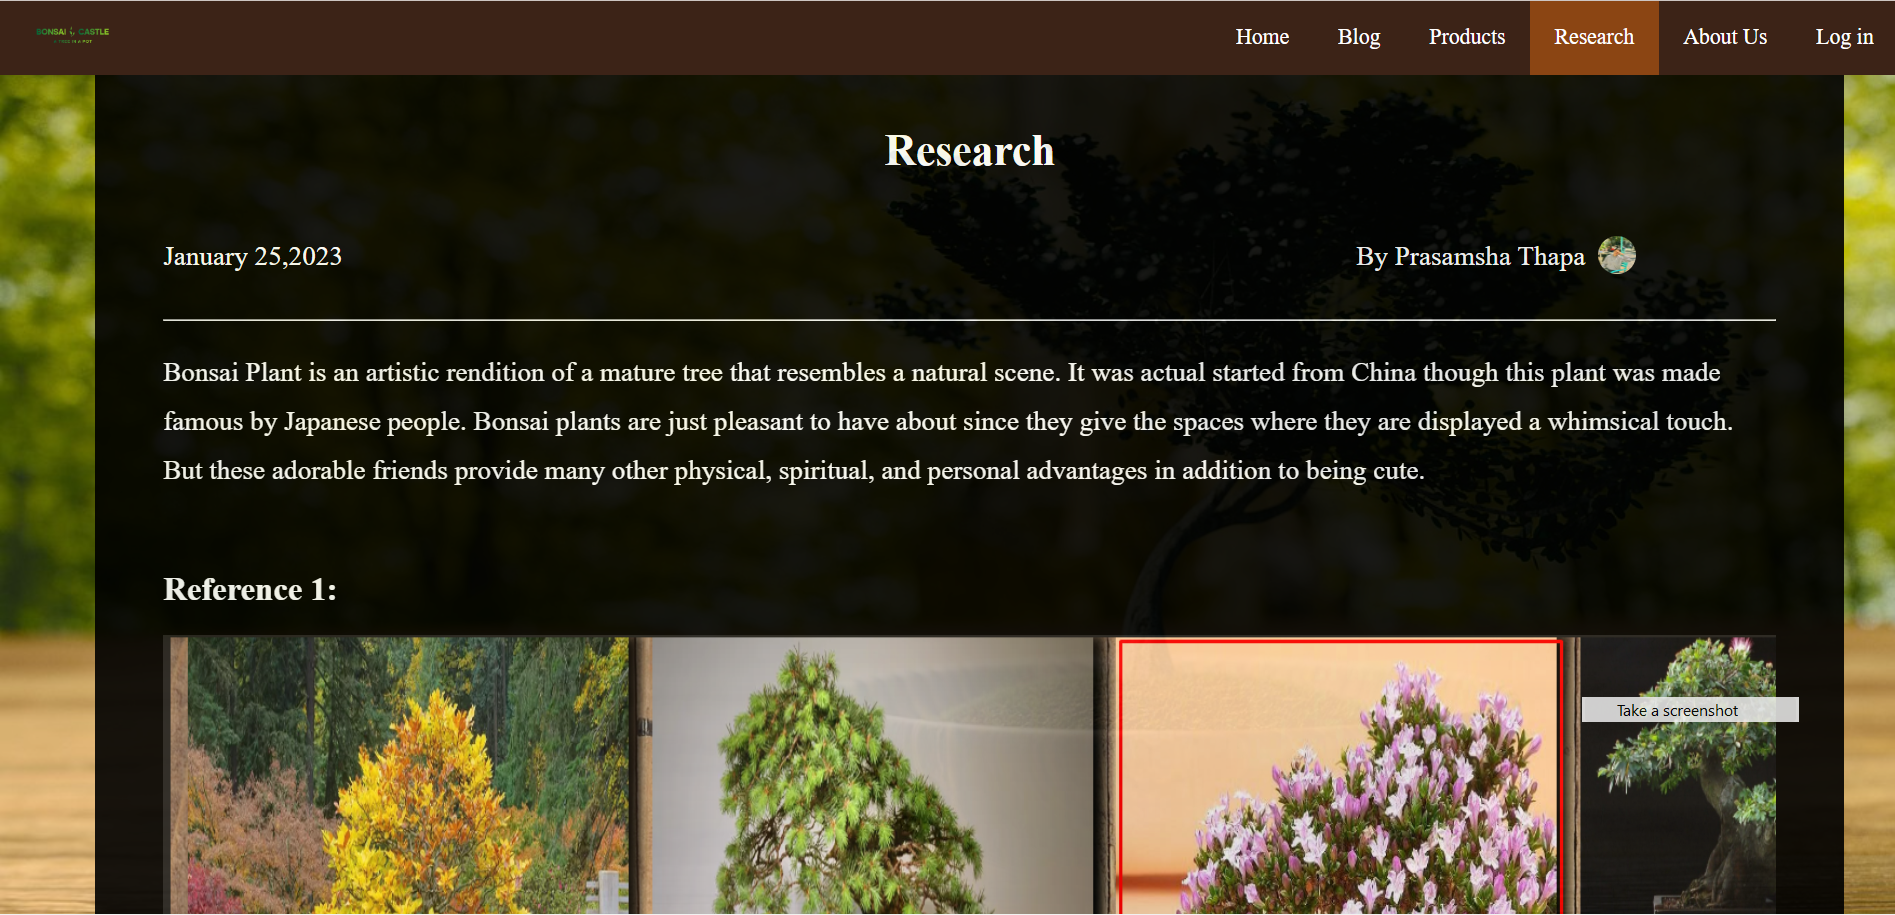 BONSAI CASTLE
A TREE IN A POT
Home Blog Products Research About Us Log in
Research
January 25,2023 By Prasamsha Thapa
Bonsai Plant is an artistic rendition of a mature tree that resembles a natural scene. It was actual started from China though this plant was made
famous by Japanese people. Bonsai plants are just pleasant to have about since they give the spaces where they are displayed a whimsical touch.
But these adorable friends provide many other physical, spiritual, and personal advantages in addition to being cute.
Reference 1:
Take a screenshot